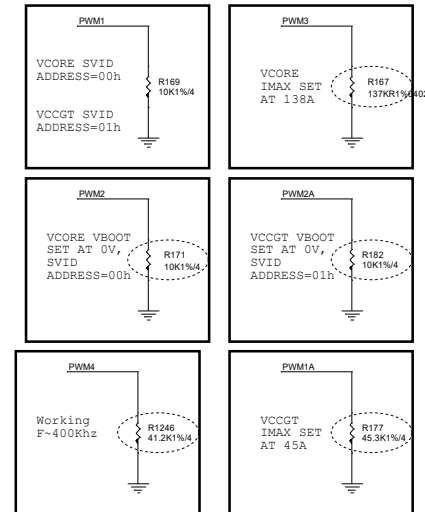 PWM1
VCORE SVID
ADDRESS=00h
VCCGT SVID
ADDRESS=01h
R169
10K1%/4
PWM3
VCORE
IMAX SET
AT 138A
R167
137KR1%0402
PWM2
VCORE VBOOT
SET AT 0V,
SVID
ADDRESS=00h
R171
10K1%/4
PWM2A
VCCGT VBOOT
SET AT 0V,
SVID
ADDRESS=01h
R182
10K1%/4
PWM4
Working
F~400Khz
R1246
41.2K1%/4
PWM1A
VCCGT
IMAX SET
AT 45A
R177
45.3K1%/4